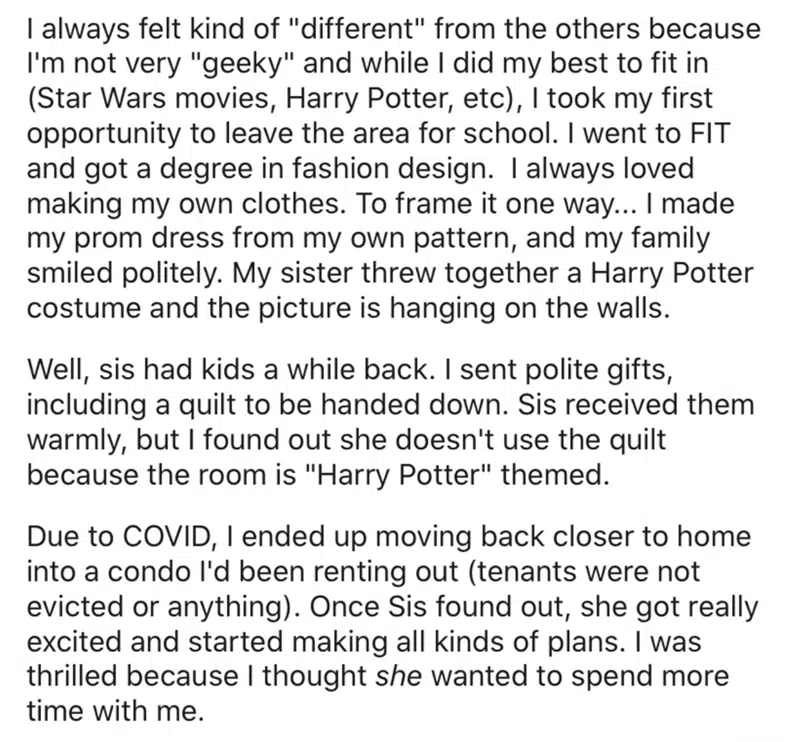 I always felt kind of "different" from the others because
I'm not very "geeky" and while I did my best to fit in
(Star Wars movies, Harry Potter, etc), I took my first
opportunity to leave the area for school. I went to FIT
and got a degree in fashion design.  I always loved
making my own clothes. To frame it one way... I made
my prom dress from my own pattern, and my family
smiled politely. My sister threw together a Harry Potter
costume and the picture is hanging on the walls.
Well, sis had kids a while back. I sent polite gifts,
including a quilt to be handed down. Sis received them
warmly, but I found out she doesn't use the quilt
because the room is "Harry Potter" themed.
Due to COVID, I ended up moving back closer to home
into a condo I'd been renting out (tenants were not
evicted or anything). Once Sis found out, she got really
excited and started making all kinds of plans. I was
thrilled because I thought she wanted to spend more
time with me.